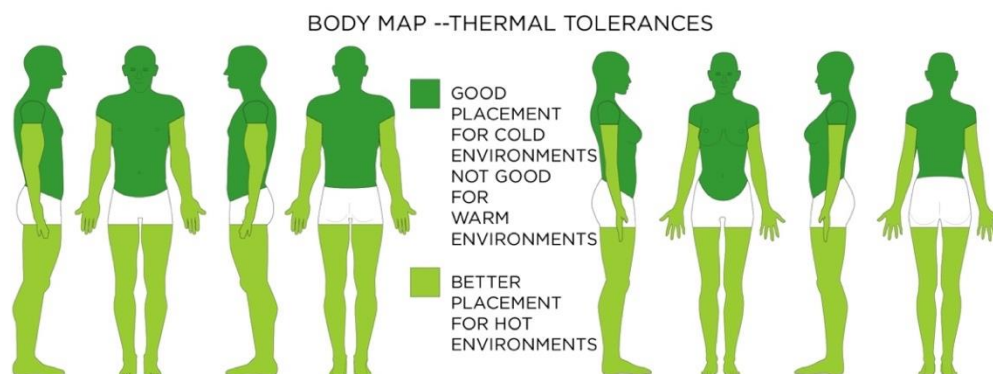 BODY MAP --THERMAL TOLERANCES
GOOD
PLACEMENT
FOR COLD
ENVIRONMENTS
NOT GOOD
FOR
WARM
ENVIRONMENTS
BETTER
PLACEMENT
FOR HOT
ENVIRONMENTS